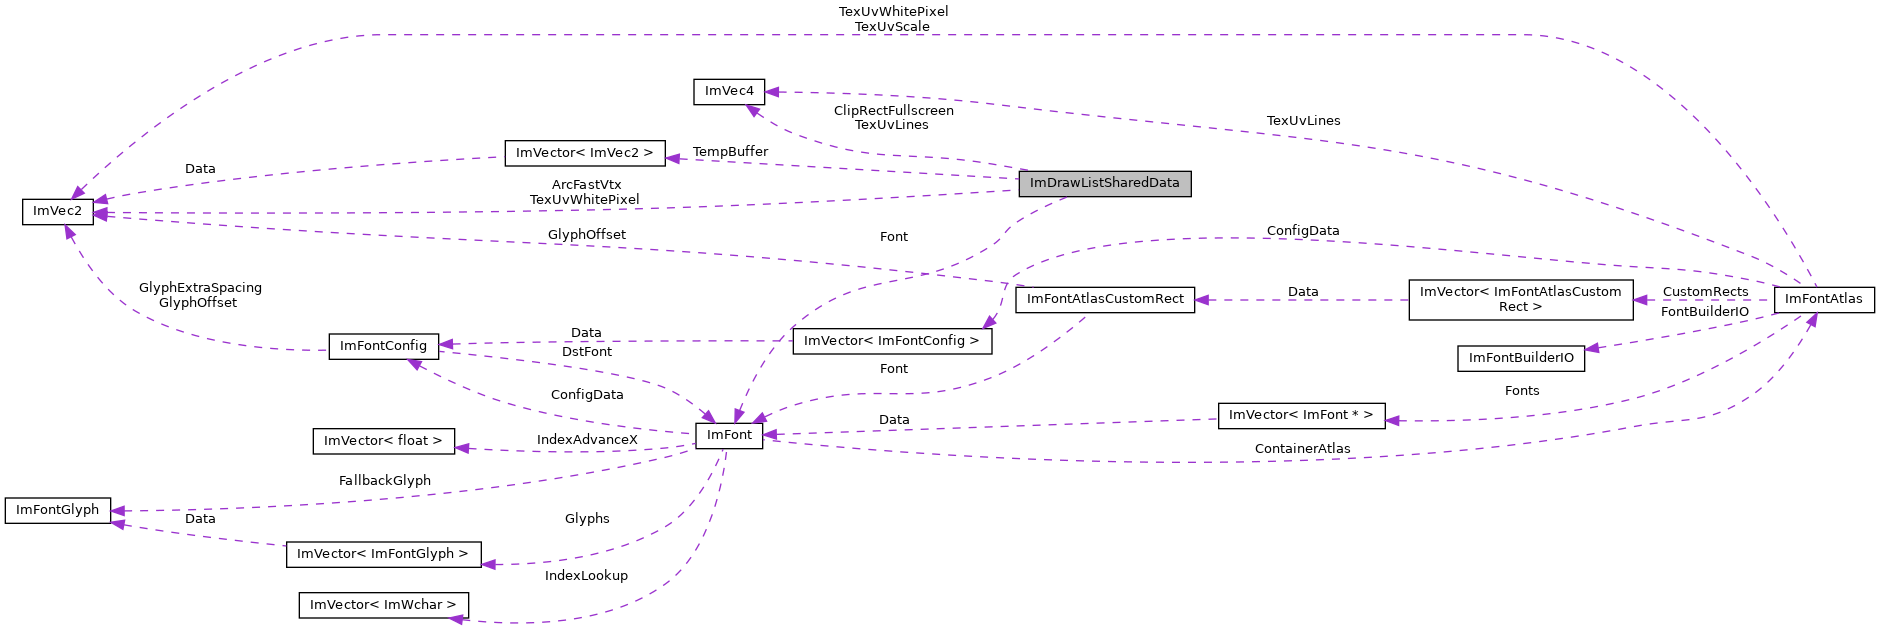 TexUvWhitePixel
TexUvScale
ImVec4
ClipRectFullscreen
TexUvLines
TexUvLines
ImVector< ImVec2 >
TempBuffer
Data
ImDrawListSharedData
ArcFastVtx
TexUvWhitePixel
ImVec2
GlyphOffset
Font
ConfigData
GlyphExtraSpacing
GlyphOffset
ImFontAtlasCustomRect
Data
ImVector< ImFontAtlasCustom
Rect >
CustomRects
FontBuilderIO
ImFontAtlas
ImFontConfig
Data
DstFont
ImVector< ImFontConfig >
ImFontBuilderIO
Font
ConfigData
Fonts
ImVector< float >
IndexAdvanceX
ImFont
Data
ImVector< ImFont * >
ContainerAtlas
FallbackGlyph
ImFontGlyph
Data
Glyphs
ImVector< ImFontGlyph >
IndexLookup
ImVector< ImWchar >